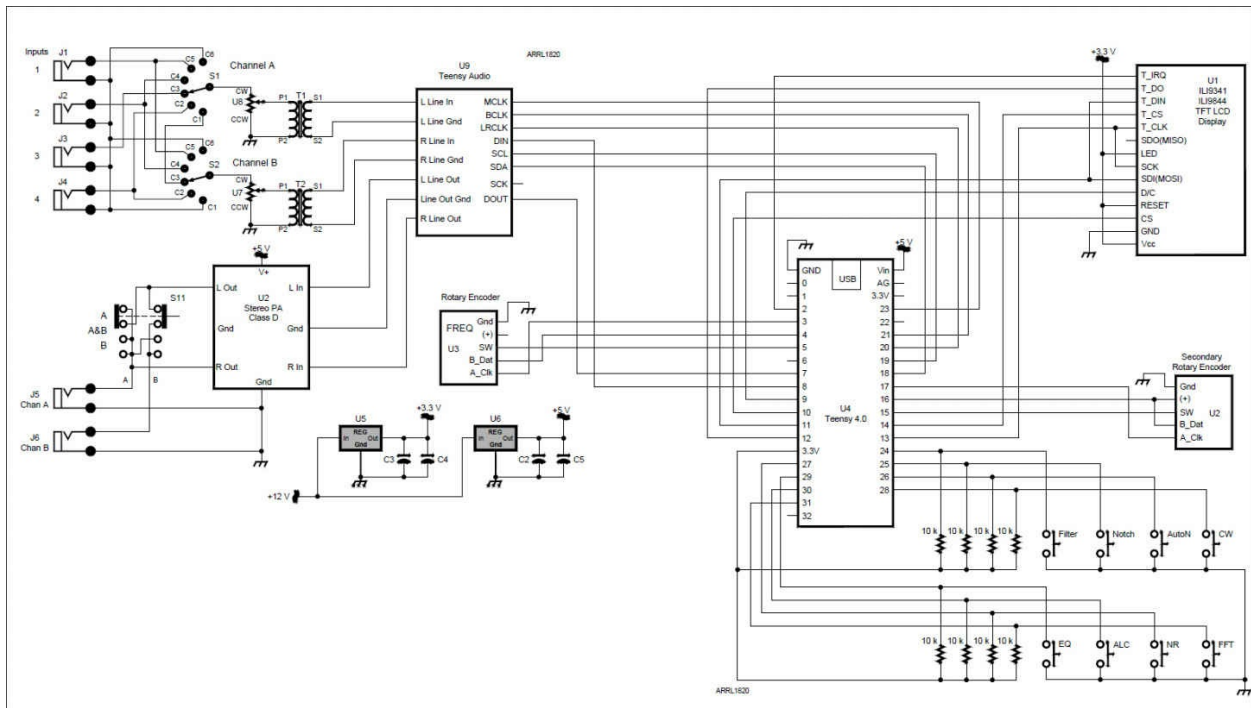 ARRL1820
Inputs
J1
1
J2
2
J3
3
J4
4
C6
C5
C4
C3
C2
C1
S1
Channel A
CW
U8
CCW
P1
T1
S1
P2
S2
C6
C5
C4
C3
C2
C1
S2
Channel B
CW
U7
CCW
P1
T2
S1
P2
S2
U9
Teensy Audio
L Line In
L Line Gnd
R Line In
R Line Gnd
L Line Out
Line Out Gnd
R Line Out
MCLK
BCLK
LRCLK
DIN
SCL
SDA
SCK
DOUT
+3.3 V
U1
ILI9341
ILI9844
TFT LCD
Display
T_IRQ
T_DO
T_DIN
T_CS
T_CLK
SDO(MISO)
LED
SCK
SDI(MOSI)
D/C
RESET
CS
GND
Vcc
+5 V
V+
L Out
U2
Stereo PA
Class D
L In
Gnd
Gnd
R Out
R In
Gnd
S11
A
A&B
B
A
B
J5
Chan A
J6
Chan B
Rotary Encoder
FREQ
U3
Gnd
(+)
SW
B_Dat
A_Clk
+5 V
USB
GND
0
1
2
3
4
5
6
7
8
9
10
11
12
3.3V
27
29
30
31
32
Vin
AG
3.3V
23
22
21
20
19
18
17
16
15
14
13
24
25
26
28
U4
Teensy 4.0
Secondary
Rotary Encoder
Gnd
(+)
SW
B_Dat
A_Clk
U2
U5
REG
In
Out
Gnd
+3.3 V
C3
C4
U6
REG
In
Out
Gnd
+5 V
C2
C5
+12 V
10 k
10 k
10 k
10 k
Filter
Notch
AutoN
CW
10 k
10 k
10 k
10 k
EQ
ALC
NR
FFT
ARRL1820